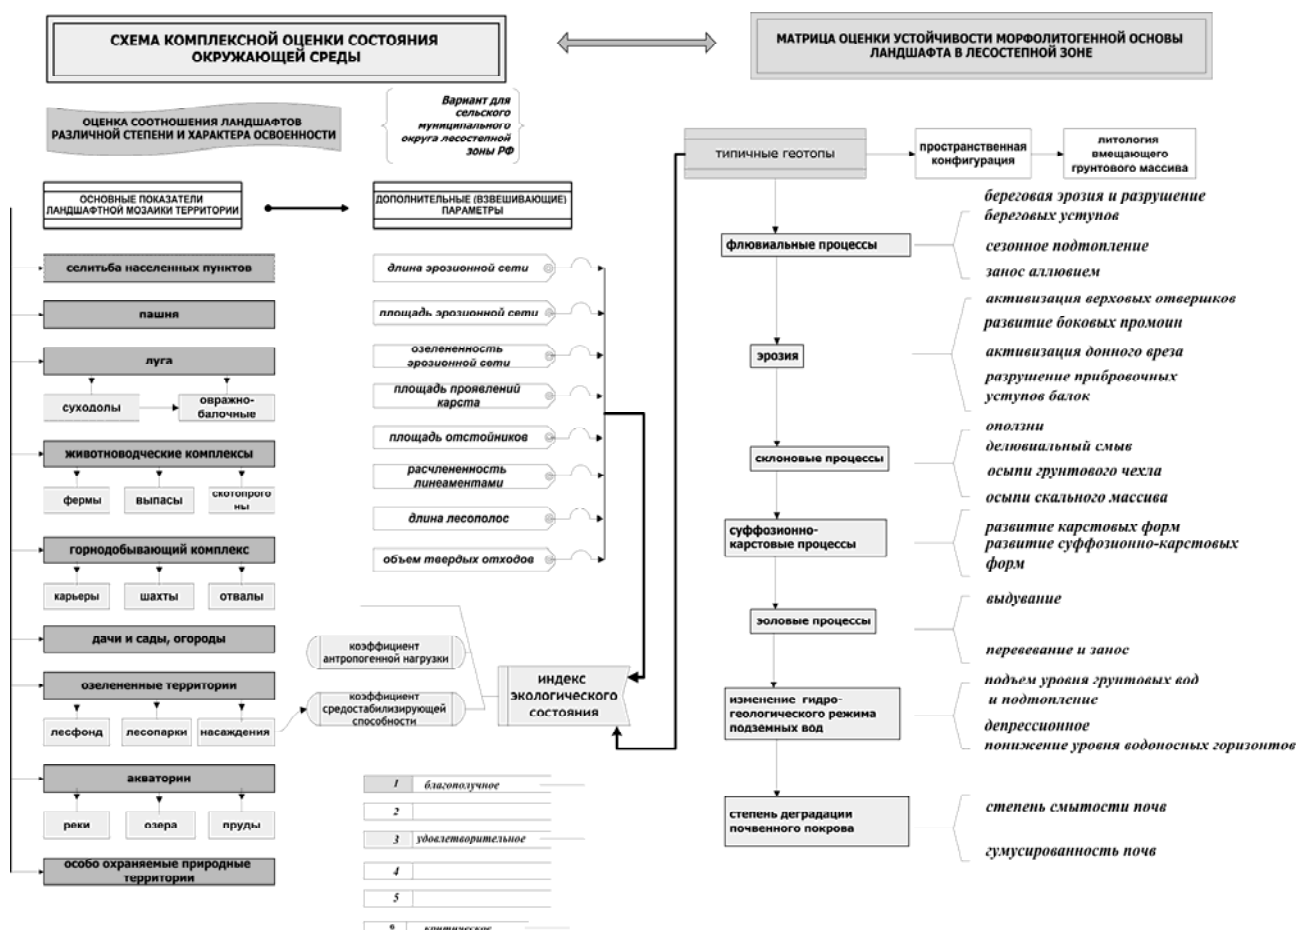 СХЕМА КОМПЛЕКСНОЙ ОЦЕНКИ СОСТОЯНИЯ
ОКРУЖАЮЩЕЙ СРЕДЫ
МАТРИЦА ОЦЕНКИ УСТОЙЧИВОСТИ МОРФОЛИТОГЕННОЙ ОСНОВЫ
ЛАНДШАФТА В ЛЕСОСТЕПНОЙ ЗОНЕ
ОЦЕНКА СООТНОШЕНИЯ ЛАНДШАФТОВ
РАЗЛИЧНОЙ СТЕПЕНИ И ХАРАКТЕРА ОСВОЕННОСТИ
Вариант для
сельского
муниципального
округа лесостепной
зоны РФ
ОСНОВНЫЕ ПОКАЗАТЕЛИ
ЛАНДШАФТНОЙ МОЗАИКИ ТЕРРИТОРИИ
ДОПОЛНИТЕЛЬНЫЕ (ВЗВЕШИВАЮЩИЕ)
ПАРАМЕТРЫ
селитьба населенных пунктов
пашня
луга
суходолы
овражно-
балочные
животноводческие комплексы
фермы
выпасы
скотопрого
ны
горнодобывающий комплекс
карьеры
шахты
отвалы
дачи и сады, огороды
озелененные территории
лесфонд
лесопарки
насаждения
акватории
реки
озера
пруды
особо охраняемые природные
территории
длина эрозионной сети
площадь эрозионной сети
озелененность
эрозионной сети
площадь проявлений
карста
площадь отстойников
расчлененность
линеаментами
длина лесополос
объем твердых отходов
коэффициент
антропогенной нагрузки
коэффициент
средостабилизирующей
способности
индекс
экологического
состояния
1 благополучное
2
3 удовлетворительное
4
5
критическое
типичные геотопы
пространственная
конфигурация
литология
вмещающего
грунтового массива
флювиальные процессы
береговая эрозия и разрушение
береговых уступов
сезонное подтопление
занос аллювием
эрозия
активизация верховых отвершков
развитие боковых промоин
активизация донного вреза
разрушение прибровочных
уступов балок
склоновые процессы
оползни
делювиальный смыв
осыпи грунтового чехла
осыпи скального массива
суффозионно-
карстовые процессы
развитие карстовых форм
развитие суффозионно-карстовых
форм
эоловые процессы
выдувание
перевевание и занос
изменение гидро-
геологического режима
подземных вод
подъем уровня грунтовых вод
и подтопление
депрессионное
понижение уровня водоносных горизонтов
степень деградации
почвенного покрова
степень смытости почв
гумусированность почв